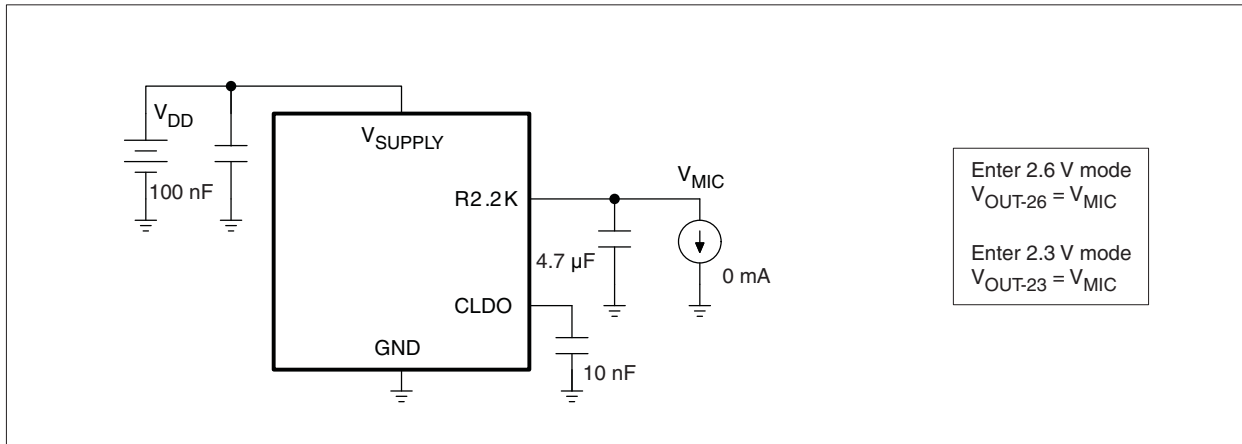 V_DD
V_SUPPLY
100 nF
V_MIC
R2.2K
4.7 µF
0 mA
CLDO
GND
10 nF
Enter 2.6 V mode
V_OUT-26 = V_MIC
Enter 2.3 V mode
V_OUT-23 = V_MIC